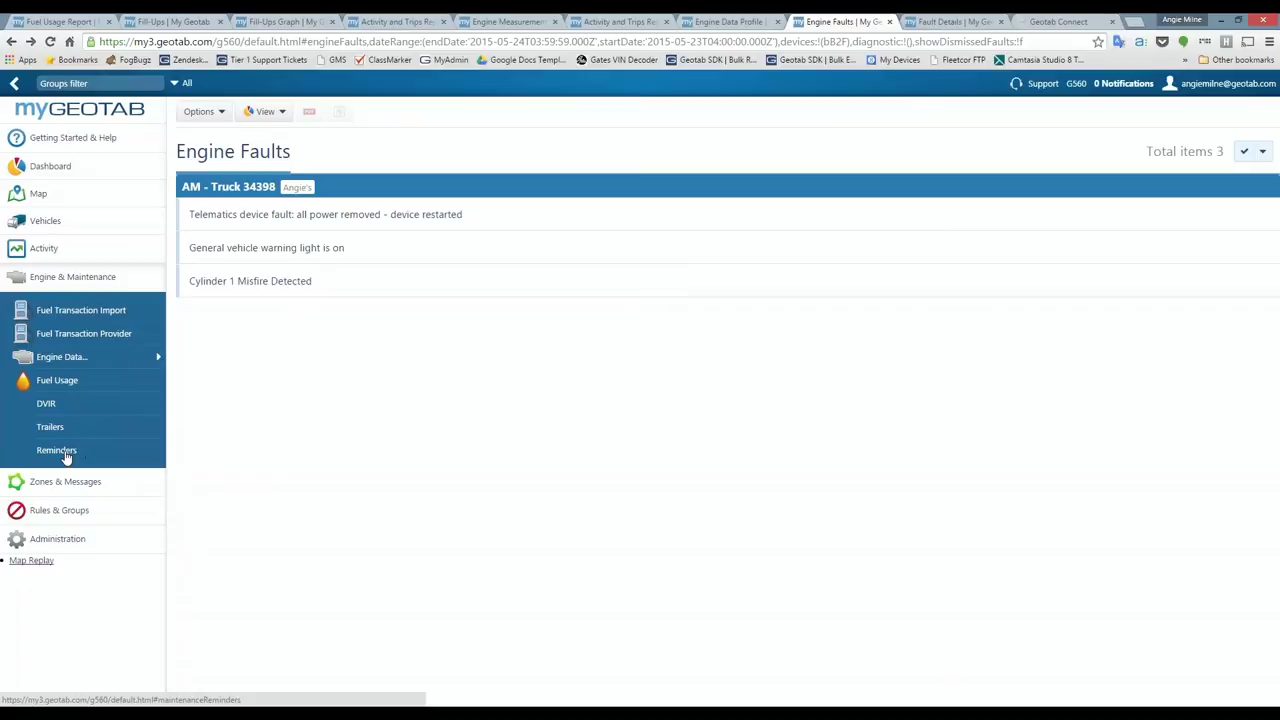 Fuel Usage Report |
Fill-Ups | My Geotab
Fill-Ups Graph | My G
Activity and Trips Re
Engine Measurement
Activity and Trips Re
Engine Data Profile |
Engine Faults | My Ge
Fault Details | My Geo
Geotab Connect
Angie Milne
https://my3.geotab.com/g560/default.html#engineFaults,dateRange:(endDate:'2015-05-24T03:59:59.000Z',startDate:'2015-05-23T04:00:00.000Z'),devices:!(bB2F),diagnostic:!(),showDismissedFaults:!f
Apps
Bookmarks
FogBugz
Zendesk...
Tier 1 Support Tickets
GMS
ClassMarker
MyAdmin
Google Docs Templ...
Gates VIN Decoder
Geotab SDK | Bulk R...
Geotab SDK | Bulk E...
My Devices
Fleetcor FTP
Camtasia Studio 8 T...
»
Other bookmarks
Groups filter
All
Support
G560
0 Notifications
angiemilne@geotab.com
myGEOTAB
Getting Started & Help
Dashboard
Map
Vehicles
Activity
Engine & Maintenance
Fuel Transaction Import
Fuel Transaction Provider
Engine Data...
Fuel Usage
DVIR
Trailers
Reminders
Zones & Messages
Rules & Groups
Administration
Map Replay
Options
View
PDF
Engine Faults
Total items 3
AM - Truck 34398 Angie's
Telematics device fault: all power removed - device restarted
General vehicle warning light is on
Cylinder 1 Misfire Detected
https://my3.geotab.com/g560/default.html#maintenanceReminders